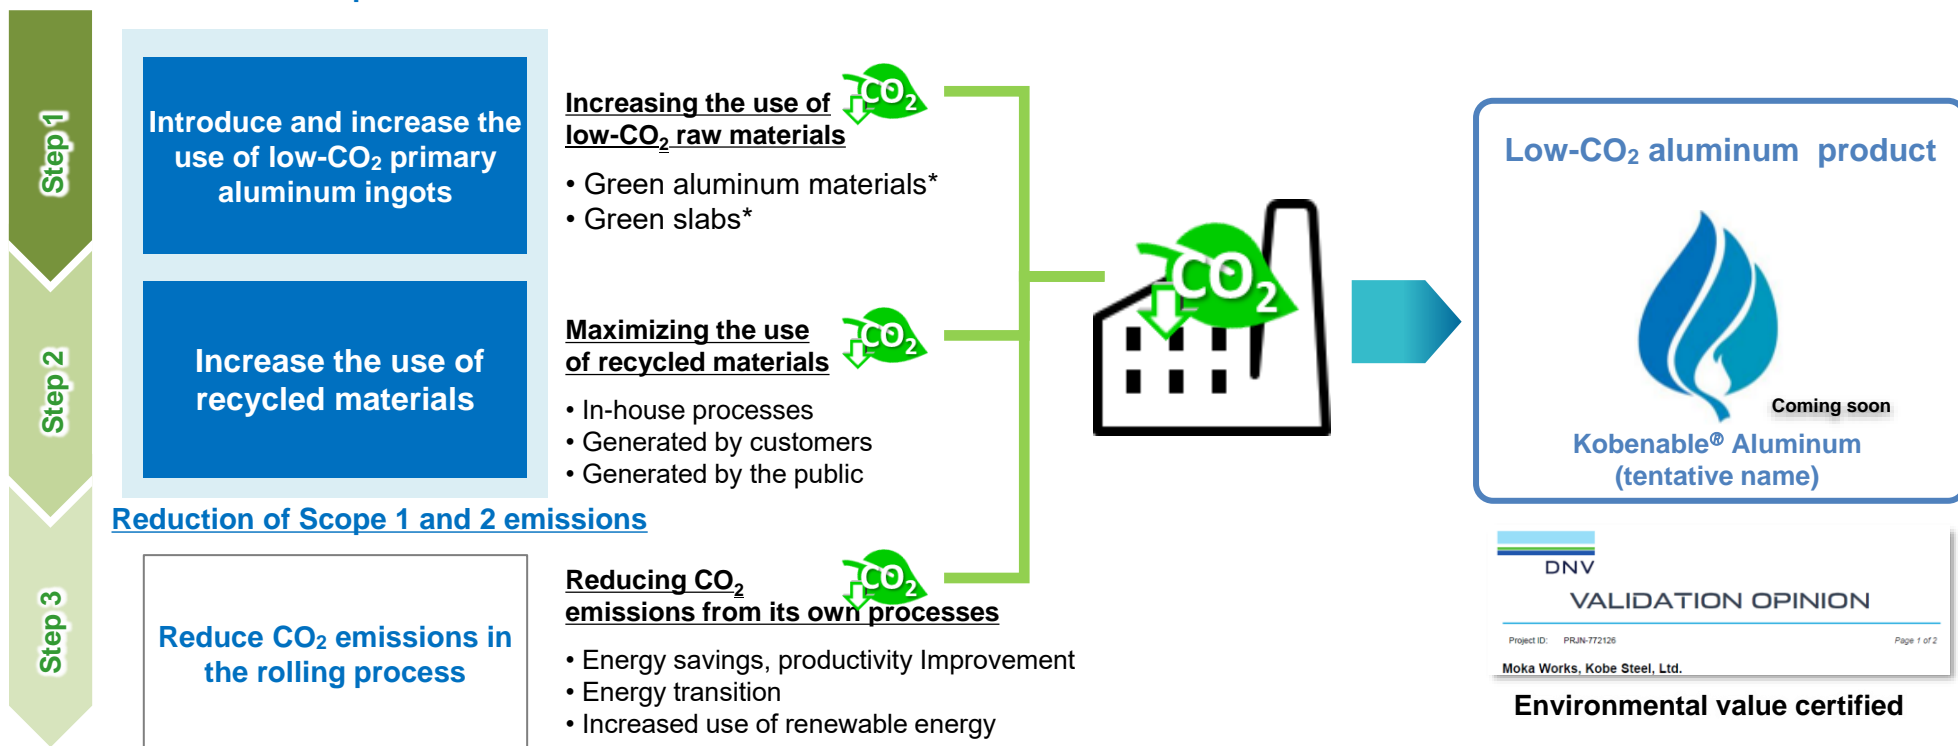 Step 1
Introduce and increase the
use of low-CO₂ primary
aluminum ingots
Increasing the use of
low-CO₂ raw materials
CO₂
• Green aluminum materials*
• Green slabs*
Step 2
Increase the use of
recycled materials
Maximizing the use
of recycled materials
CO₂
• In-house processes
• Generated by customers
• Generated by the public
Reduction of Scope 1 and 2 emissions
Step 3
Reduce CO₂ emissions in
the rolling process
Reducing CO₂
emissions from its own processes
CO₂
• Energy savings, productivity Improvement
• Energy transition
• Increased use of renewable energy
CO₂
Low-CO₂ aluminum product
Coming soon
Kobenable® Aluminum
(tentative name)
DNV
VALIDATION OPINION
Project ID: PRJN-772126 Page 1 of 2
Moka Works, Kobe Steel, Ltd.
Environmental value certified